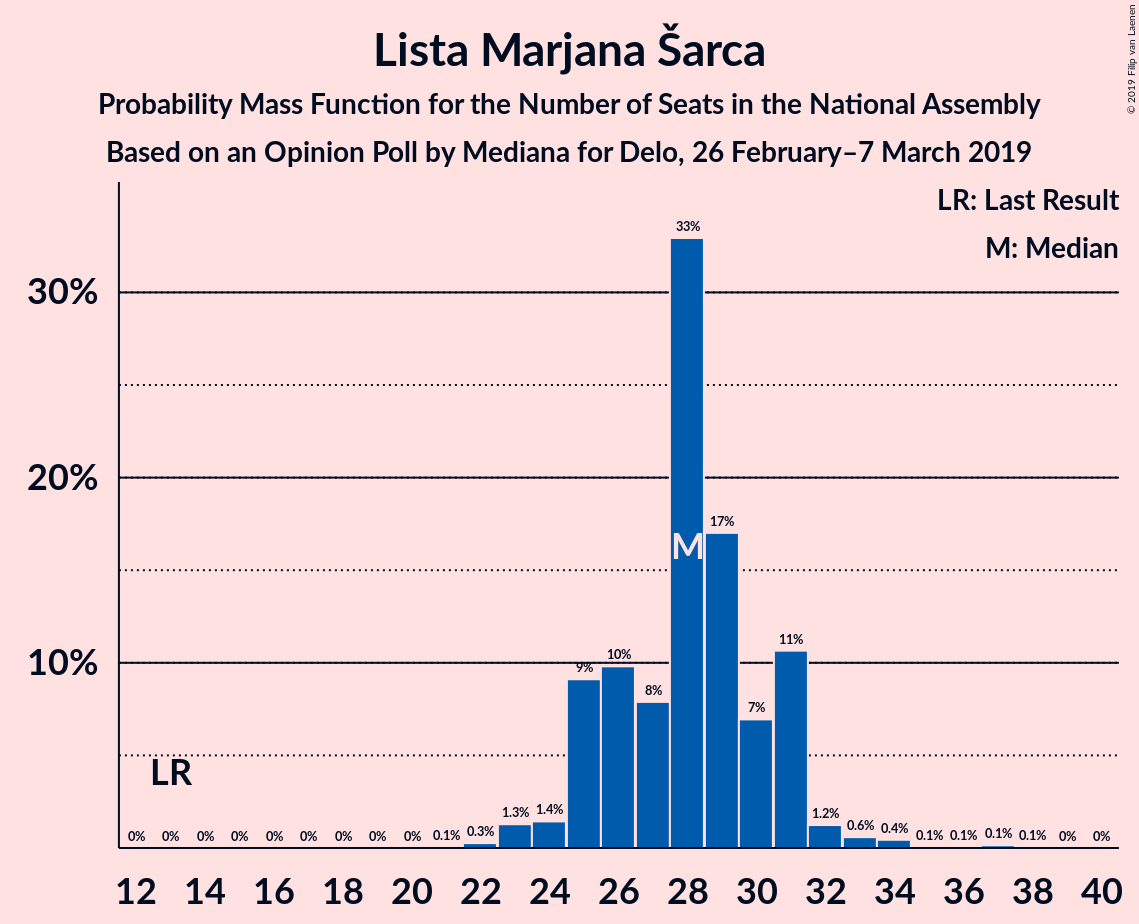 Lista Marjana Šarca
Probability Mass Function for the Number of Seats in the National Assembly
Based on an Opinion Poll by Mediana for Delo, 26 February–7 March 2019
© 2019 Filip van Laenen
LR: Last Result
M: Median
30%
20%
10%
33%
M
17%
11%
10%
9%
8%
7%
LR
0% 0% 0% 0% 0% 0% 0% 0% 0% 0.1% 0.3% 1.3% 1.4% 1.2% 0.6% 0.4% 0.1% 0.1% 0.1% 0.1% 0% 0%
12 14 16 18 20 22 24 26 28 30 32 34 36 38 40